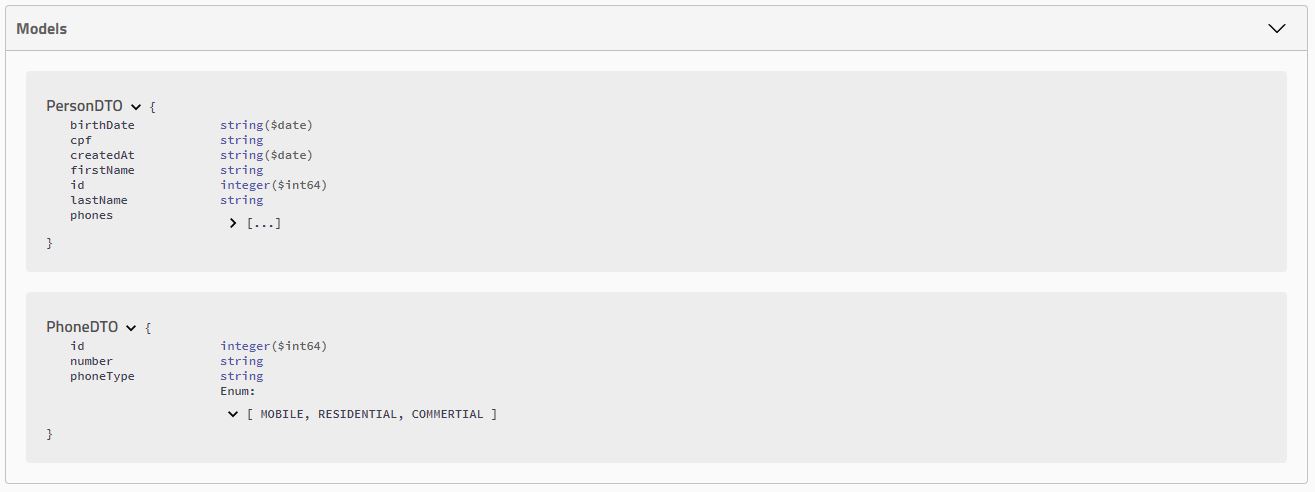 Models
PersonDTO {
birthDate string($date)
cpf string
createdAt string($date)
firstName string
id integer($int64)
lastName string
phones [...]
}
PhoneDTO {
id integer($int64)
number string
phoneType string
Enum:
[ MOBILE, RESIDENTIAL, COMMERTIAL ]
}